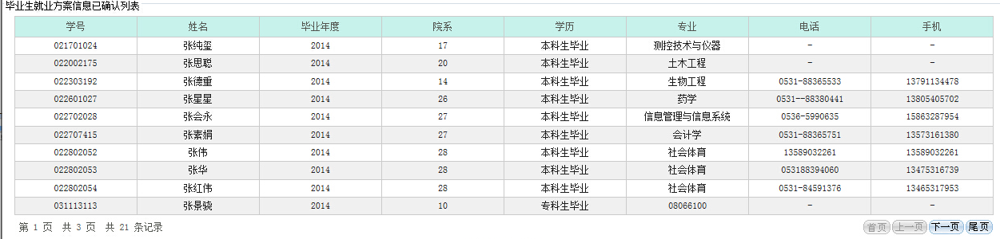 毕业生就业方案信息已确认列表
学号 姓名 毕业年度 院系 学历 专业 电话 手机
021701024 张纯玺 2014 17 本科生毕业 测控技术与仪器 - -
022002175 张思聪 2014 20 本科生毕业 土木工程 - -
022303192 张德重 2014 14 本科生毕业 生物工程 0531-88365533 13791134478
022601027 张星星 2014 26 本科生毕业 药学 0531--88380441 13805405702
022702028 张会永 2014 27 本科生毕业 信息管理与信息系统 0536-5990635 15863287954
022707415 张素娟 2014 27 本科生毕业 会计学 0531-88365751 13573161380
022802052 张伟 2014 28 本科生毕业 社会体育 13589032261 13589032261
022802053 张华 2014 28 本科生毕业 社会体育 053188394060 13475316739
022802054 张红伟 2014 28 本科生毕业 社会体育 0531-84591376 13465317953
031113113 张景骁 2014 10 专科生毕业 08066100 - -
第 1 页 共 3 页 共 21 条记录 首页 上一页 下一页 尾页